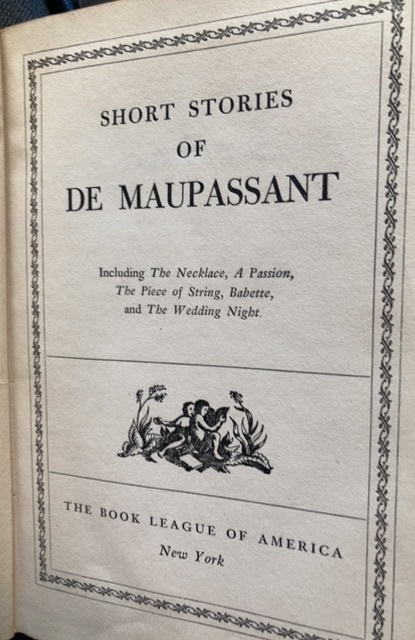 SHORT STORIES
OF
DE MAUPASSANT
Including The Necklace, A Passion,
The Piece of String, Babette,
and The Wedding Night.
THE BOOK LEAGUE OF AMERICA
New York